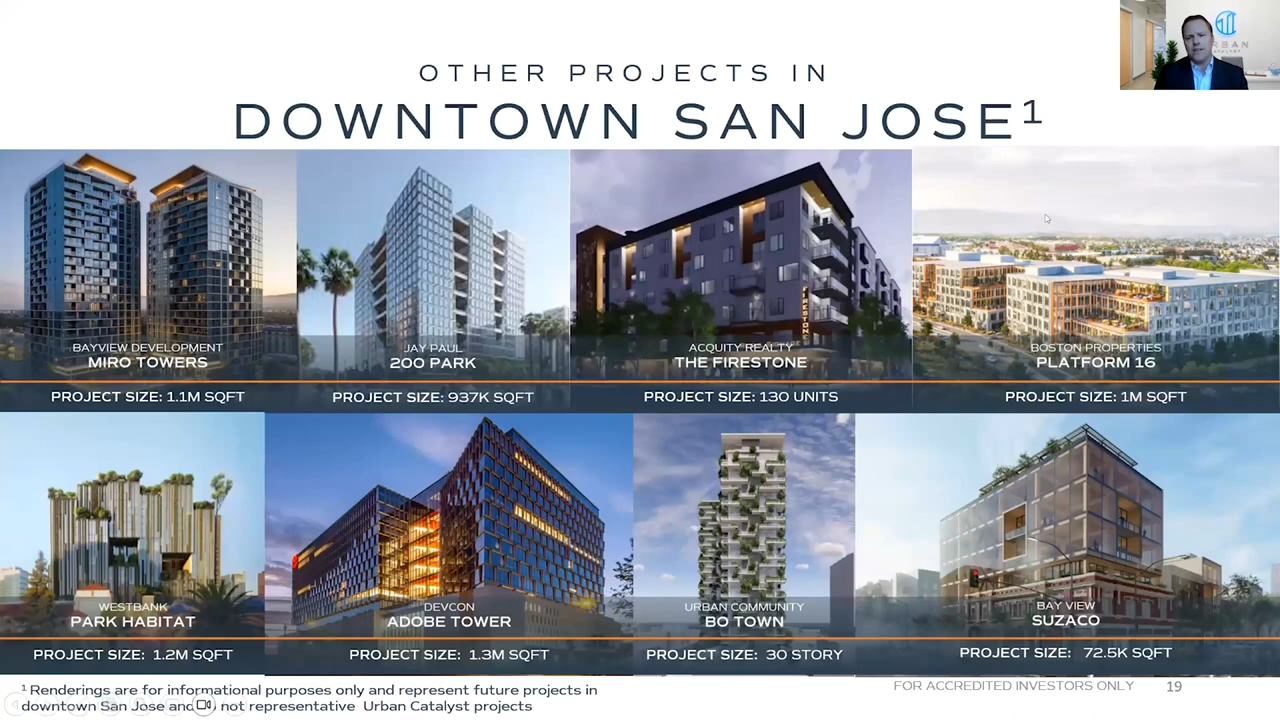 OTHER PROJECTS IN
DOWNTOWN SAN JOSE¹
BAYVIEW DEVELOPMENT
MIRO TOWERS
PROJECT SIZE: 1.1M SQFT
JAY PAUL
200 PARK
PROJECT SIZE: 937K SQFT
FIRESTONE
ACQUITY REALTY
THE FIRESTONE
PROJECT SIZE: 130 UNITS
BOSTON PROPERTIES
PLATFORM 16
PROJECT SIZE: 1M SQFT
WESTBANK
PARK HABITAT
PROJECT SIZE: 1.2M SQFT
DEVCON
ADOBE TOWER
PROJECT SIZE: 1.3M SQFT
URBAN COMMUNITY
BO TOWN
PROJECT SIZE: 30 STORY
BAY VIEW
SUZACO
PROJECT SIZE: 72.5K SQFT
¹ Renderings are for informational purposes only and represent future projects in
downtown San Jose and not representative Urban Catalyst projects
FOR ACCREDITED INVESTORS ONLY
19